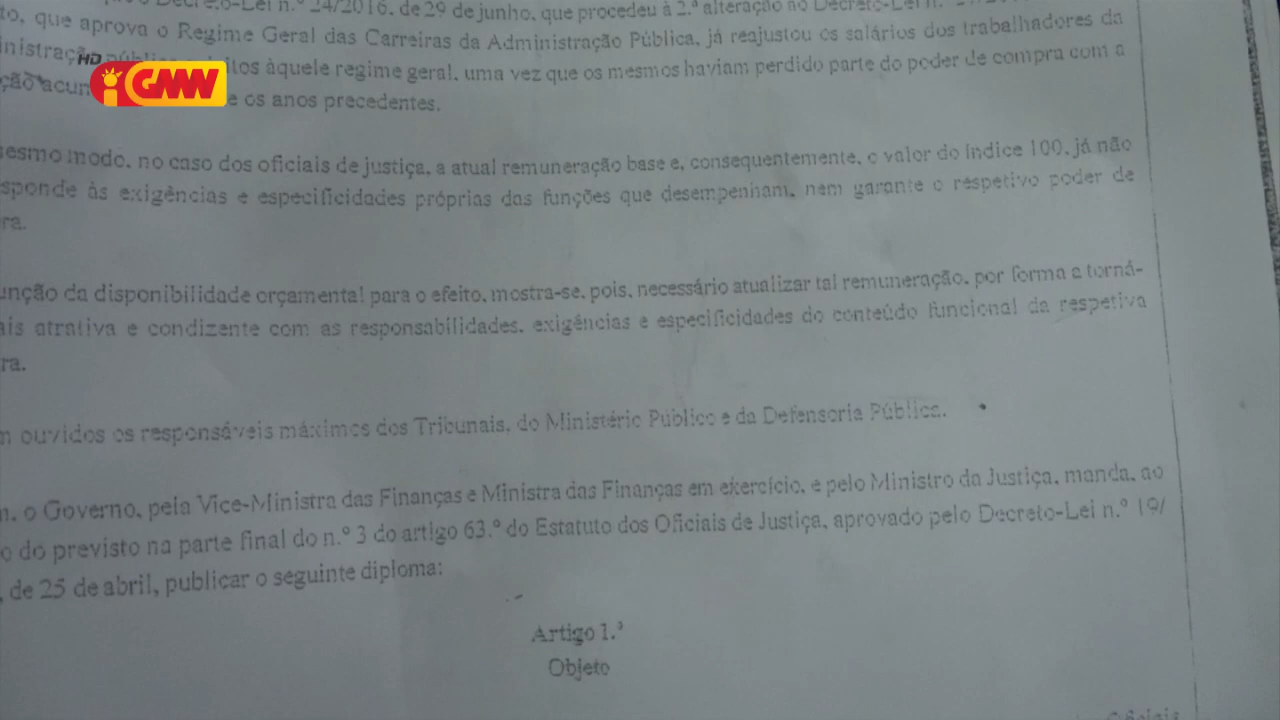 Decreto-Lei n.º 24/2016, de 29 de junho, que procedeu à 2.ª alteração ao Decreto-Lei n.º
to, que aprova o Regime Geral das Carreiras da Administração Pública, já reajustou os salários dos trabalhadores da
inistração tos àquele regime geral, uma vez que os mesmos haviam perdido parte do poder de compra com a
ção acum e os anos precedentes.
HD
GMN
esmo modo, no caso dos oficiais de justiça, a atual remuneração base e, consequentemente, o valor do índice 100, já não
sponde às exigências e especificidades próprias das funções que desempenham, nem garante o respetivo poder de
ra.
unção da disponibilidade orçamental para o efeito, mostra-se, pois, necessário atualizar tal remuneração, por forma a torná-
ais atrativa e condizente com as responsabilidades, exigências e especificidades do conteúdo funcional da respetiva
ra.
m ouvidos os responsáveis máximos dos Tribunais, do Ministério Público e da Defensoria Pública.
m, o Governo, pela Vice-Ministra das Finanças e Ministra das Finanças em exercício, e pelo Ministro da Justiça, manda, ao
o do previsto na parte final do n.º 3 do artigo 63.º do Estatuto dos Oficiais de Justiça, aprovado pelo Decreto-Lei n.º 19/
, de 25 de abril, publicar o seguinte diploma:
Artigo 1.º
Objeto